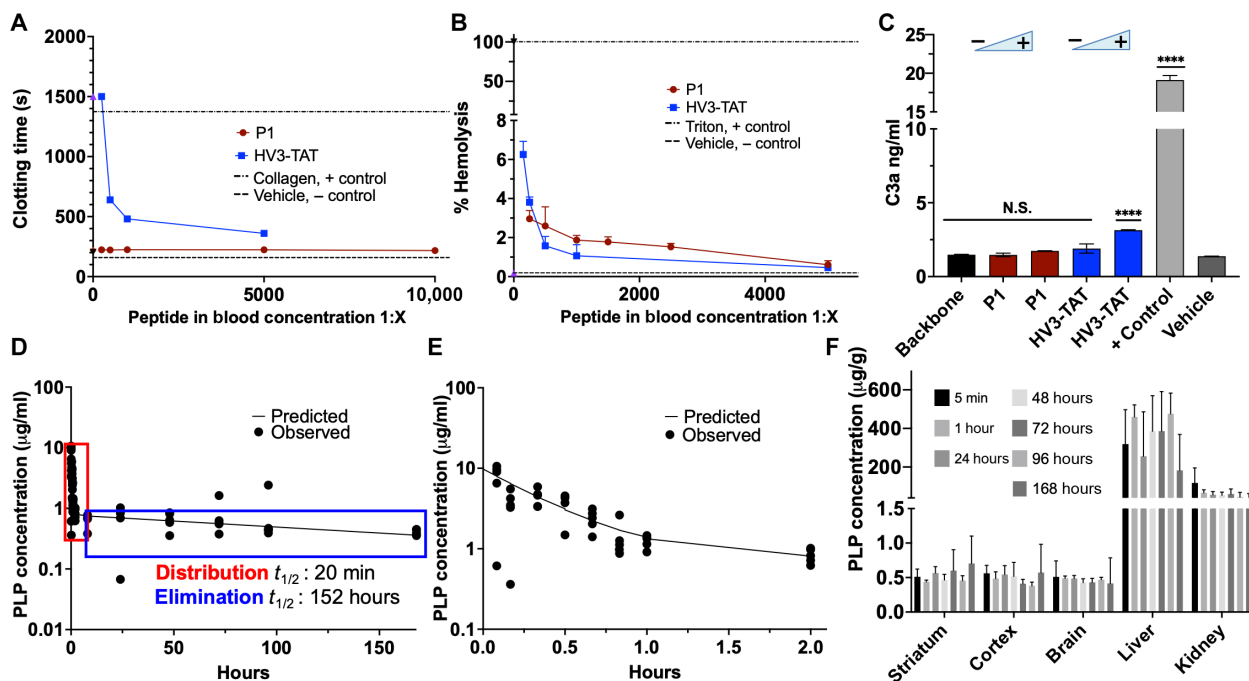 A
Clotting time (s)
2000
1500
1000
500
0
P1
HV3-TAT
Collagen, + control
Vehicle, – control
0
5000
10,000
Peptide in blood concentration 1:X
B
% Hemolysis
100
90
8
6
4
2
0
P1
HV3-TAT
Triton, + control
Vehicle, – control
0
2000
4000
Peptide in blood concentration 1:X
C
– +
– +
C3a ng/ml
25
20
15
10
5
0
N.S.
****
****
Backbone
P1
P1
HV3-TAT
HV3-TAT
+ Control
Vehicle
D
PLP concentration (µg/ml)
100
10
1
0.1
0.01
Predicted
Observed
Distribution t1/2 : 20 min
Elimination t1/2 : 152 hours
0
50
100
150
Hours
E
PLP concentration (µg/ml)
100
10
1
0.1
Predicted
Observed
0.0
0.5
1.0
1.5
2.0
Hours
F
PLP concentration (µg/g)
600
400
200
1.5
1.0
0.5
0.0
5 min
1 hour
24 hours
48 hours
72 hours
96 hours
168 hours
Striatum
Cortex
Brain
Liver
Kidney